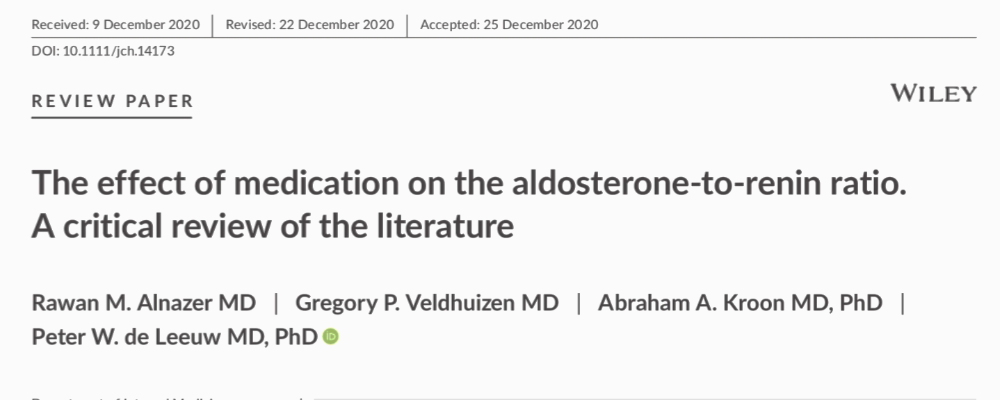 Received: 9 December 2020 | Revised: 22 December 2020 | Accepted: 25 December 2020
DOI: 10.1111/jch.14173
REVIEW PAPER
WILEY
The effect of medication on the aldosterone-to-renin ratio.
A critical review of the literature
Rawan M. Alnazer MD | Gregory P. Veldhuizen MD | Abraham A. Kroon MD, PhD |
Peter W. de Leeuw MD, PhD iD